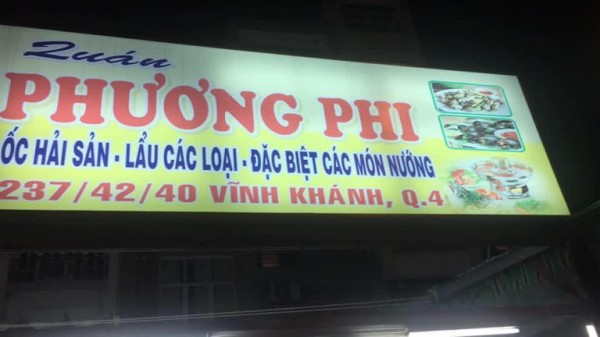 Quán
PHƯƠNG PHI
ỐC HẢI SẢN - LẨU CÁC LOẠI - ĐẶC BIỆT CÁC MÓN NƯỚNG
237/42/40 VĨNH KHÁNH, Q.4